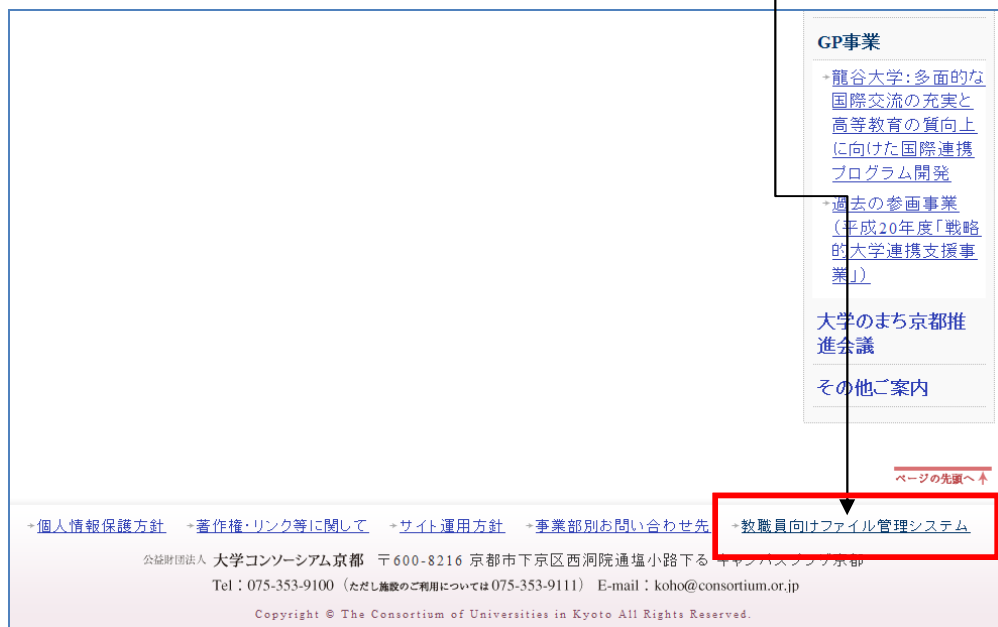 GP事業
龍谷大学:多面的な
国際交流の充実と
高等教育の質向上
に向けた国際連携
プログラム開発
過去の参画事業
(平成20年度「戦略
的大学連携支援事
業」)
大学のまち京都推
進会議
その他ご案内
ページの先頭へ
個人情報保護方針 著作権・リンク等に関して サイト運用方針 事業部別お問い合わせ先 教職員向けファイル管理システム
公益財団法人 大学コンソーシアム京都 〒600-8216 京都市下京区西洞院通塩小路下る キャンパスプラザ京都
Tel:075-353-9100 (ただし施設のご利用については075-353-9111) E-mail:koho@consortium.or.jp
Copyright © The Consortium of Universities in Kyoto All Rights Reserved.